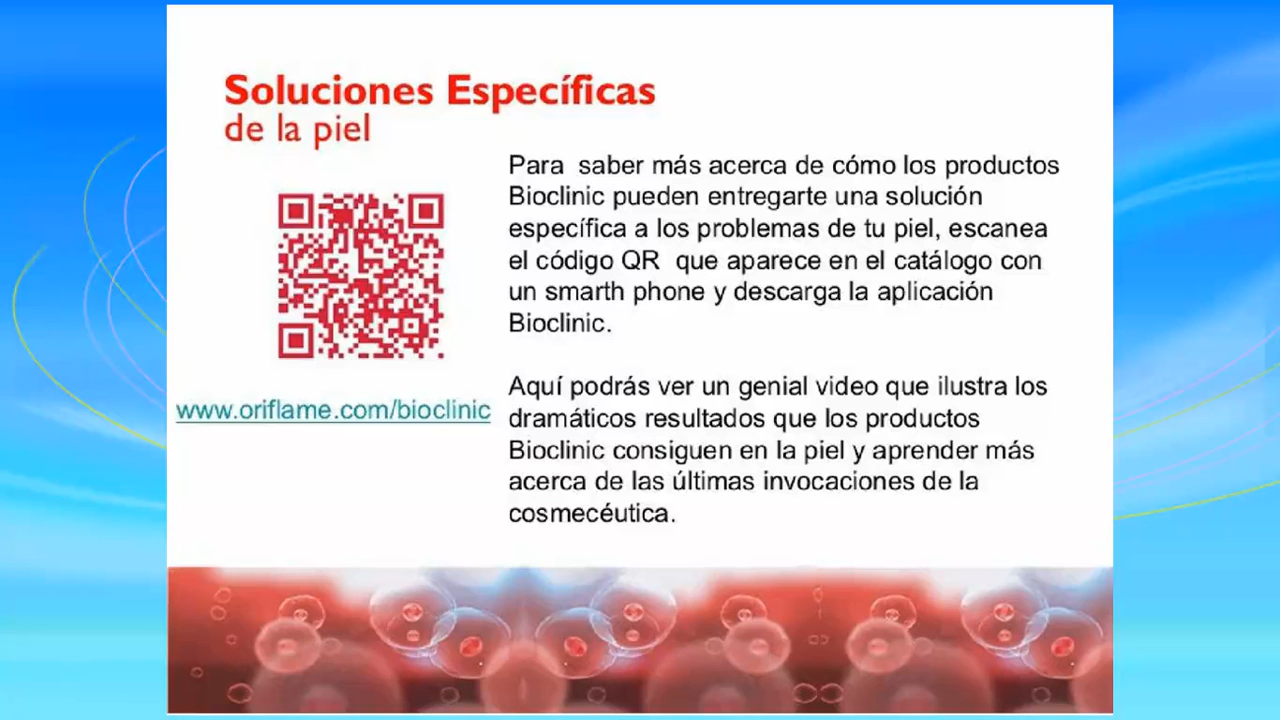 Soluciones Específicas
de la piel
Para saber más acerca de cómo los productos
Bioclinic pueden entregarte una solución
específica a los problemas de tu piel, escanea
el código QR que aparece en el catálogo con
un smarth phone y descarga la aplicación
Bioclinic.
www.oriflame.com/bioclinic
Aquí podrás ver un genial video que ilustra los
dramáticos resultados que los productos
Bioclinic consiguen en la piel y aprender más
acerca de las últimas invocaciones de la
cosmecéutica.